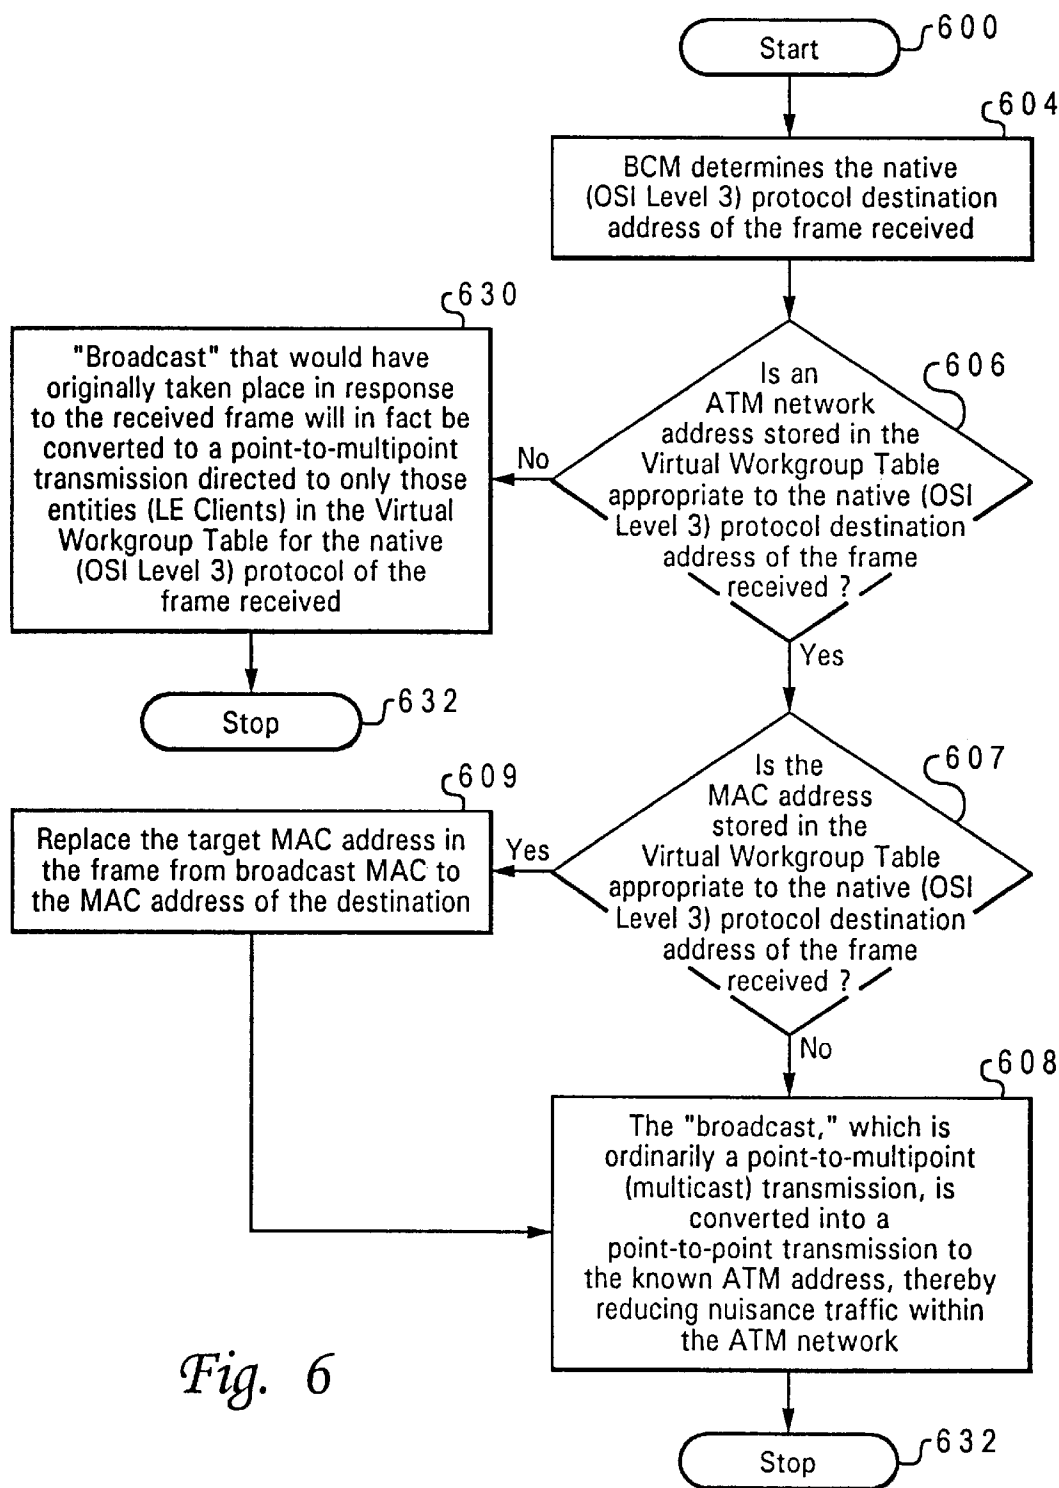 600
Start
604
BCM determines the native
(OSI Level 3) protocol destination
address of the frame received
630
"Broadcast" that would have
originally taken place in response
to the received frame will in fact be
converted to a point-to-multipoint
transmission directed to only those
entities (LE Clients) in the Virtual
Workgroup Table for the native
(OSI Level 3) protocol of the
frame received
606
Is an
ATM network
address stored in the
Virtual Workgroup Table
appropriate to the native (OSI
Level 3) protocol destination
address of the frame
received ?
No
Yes
632
Stop
607
Is the
MAC address
stored in the
Virtual Workgroup Table
appropriate to the native (OSI
Level 3) protocol destination
address of the frame
received ?
609
Replace the target MAC address in
the frame from broadcast MAC to
the MAC address of the destination
Yes
No
608
The "broadcast," which is
ordinarily a point-to-multipoint
(multicast) transmission, is
converted into a
point-to-point transmission to
the known ATM address, thereby
reducing nuisance traffic within
the ATM network
Fig. 6
632
Stop